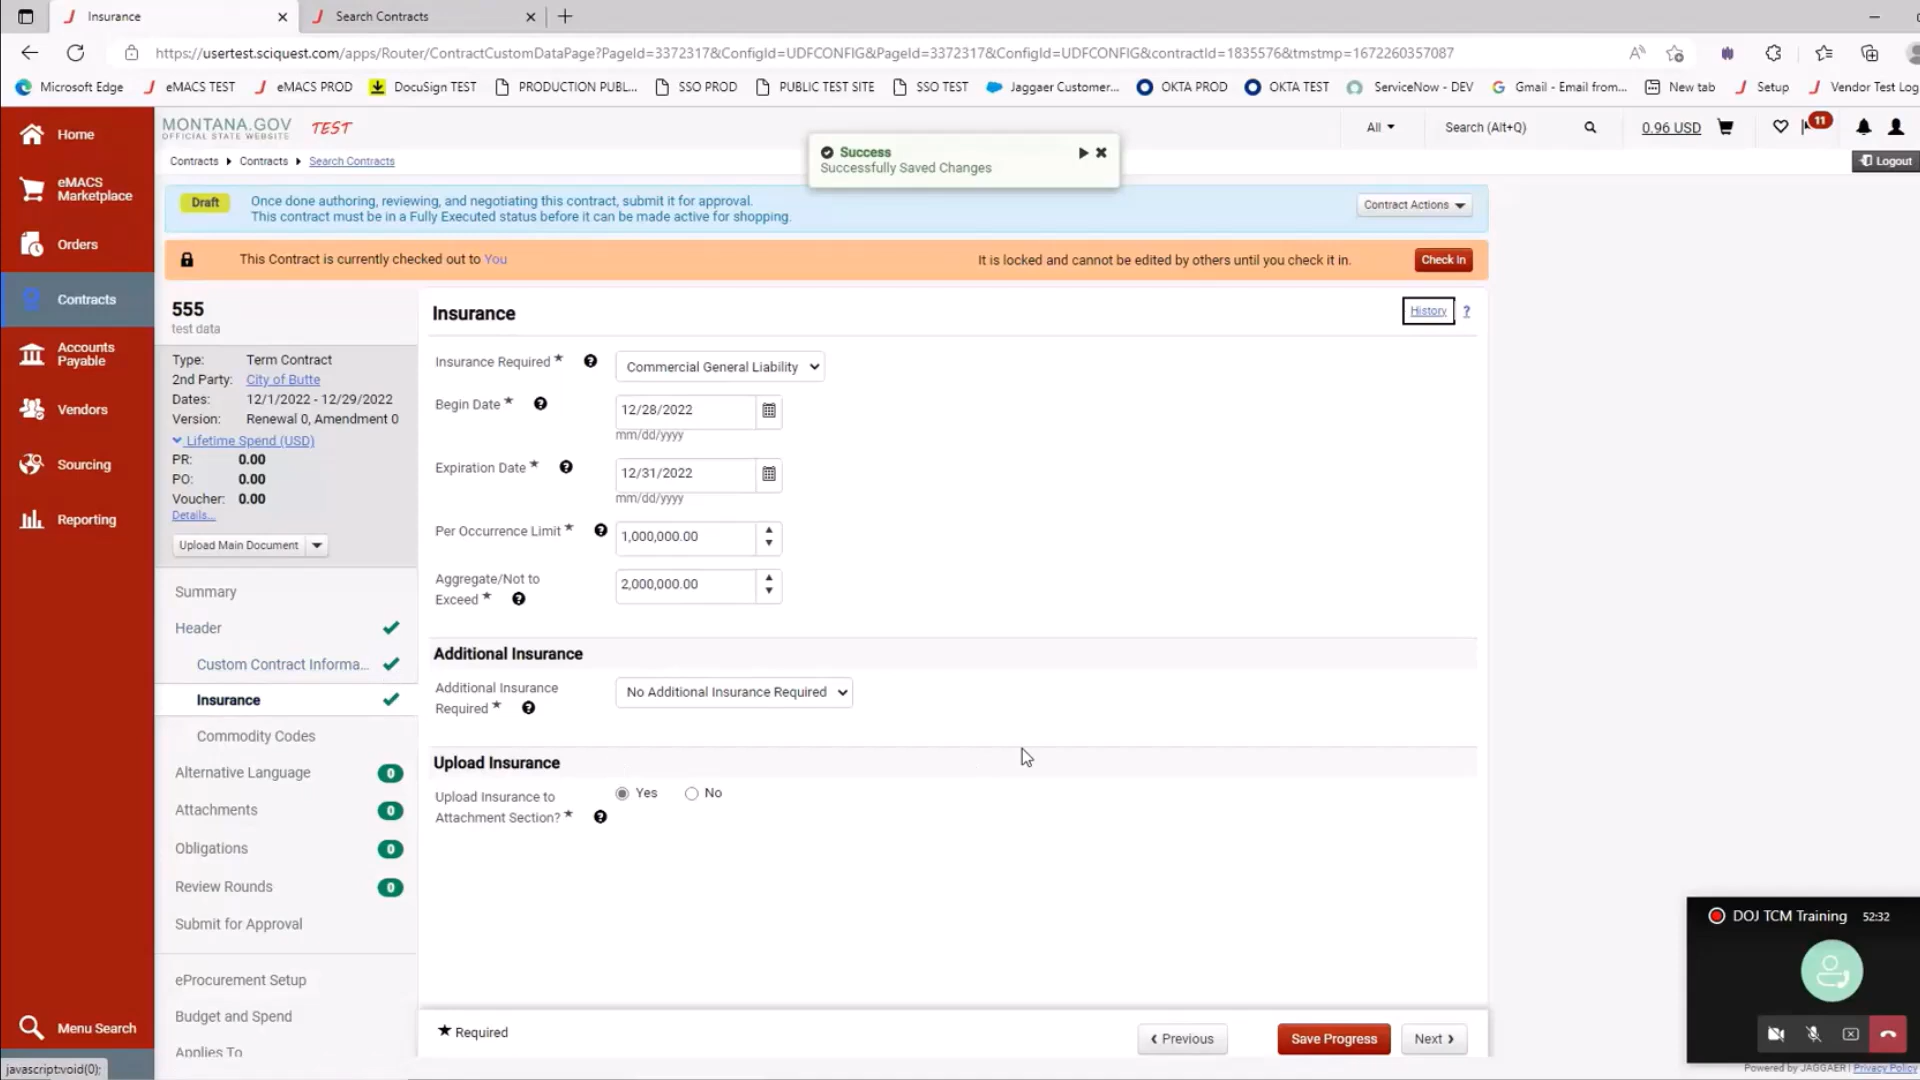 Insurance
Search Contracts
https://usertest.sciquest.com/apps/Router/ContractCustomDataPage?PageId=3372317&ConfigId=UDFCONFIG&PageId=3372317&ConfigId=UDFCONFIG&contractId=1835576&tmstmp=1672260357087
Microsoft Edge
eMACS TEST
eMACS PROD
DocuSign TEST
PRODUCTION PUBL...
SSO PROD
PUBLIC TEST SITE
SSO TEST
Jaggaer Customer...
OKTA PROD
OKTA TEST
ServiceNow - DEV
Gmail - Email from...
New tab
Setup
Vendor Test Log
Home
eMACS
Marketplace
Orders
Contracts
Accounts
Payable
Vendors
Sourcing
Reporting
Menu Search
MONTANA.GOV
OFFICIAL STATE WEBSITE
TEST
All
Search (Alt+Q)
0.96 USD
11
Contracts
Contracts
Search Contracts
Logout
Success
Successfully Saved Changes
Draft
Once done authoring, reviewing, and negotiating this contract, submit it for approval.
This contract must be in a Fully Executed status before it can be made active for shopping.
Contract Actions
This Contract is currently checked out to You
It is locked and cannot be edited by others until you check it in.
Check In
555
test data
Type: Term Contract
2nd Party: City of Butte
Dates: 12/1/2022 - 12/29/2022
Version: Renewal 0, Amendment 0
Lifetime Spend (USD)
PR: 0.00
PO: 0.00
Voucher: 0.00
Details...
Upload Main Document
Summary
Header
Custom Contract Informa...
Insurance
Commodity Codes
Alternative Language 0
Attachments 0
Obligations 0
Review Rounds 0
Submit for Approval
eProcurement Setup
Budget and Spend
Applies To
Insurance
History ?
Insurance Required * ?
Commercial General Liability
Begin Date * ?
12/28/2022
mm/dd/yyyy
Expiration Date * ?
12/31/2022
mm/dd/yyyy
Per Occurrence Limit * ?
1,000,000.00
Aggregate/Not to
Exceed * ?
2,000,000.00
Additional Insurance
Additional Insurance
Required * ?
No Additional Insurance Required
Upload Insurance
Upload Insurance to
Attachment Section? * ?
Yes
No
★ Required
Previous
Save Progress
Next
DOJ TCM Training 52:32
javascript:void(0);
Powered by JAGGAER | Privacy Policy